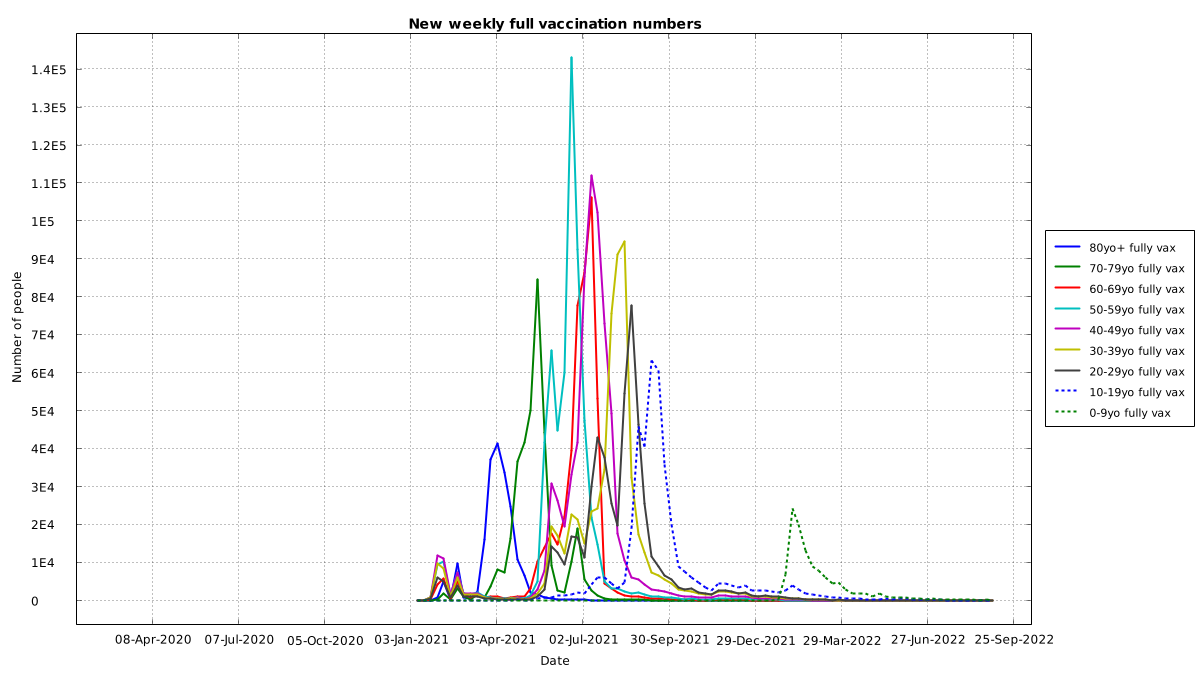 New weekly full vaccination numbers
1.4E5
1.3E5
1.2E5
1.1E5
1E5
9E4
8E4
7E4
6E4
5E4
4E4
3E4
2E4
1E4
0
Number of people
08-Apr-2020
07-Jul-2020
05-Oct-2020
03-Jan-2021
03-Apr-2021
02-Jul-2021
30-Sep-2021
29-Dec-2021
29-Mar-2022
27-Jun-2022
25-Sep-2022
Date
80yo+ fully vax
70-79yo fully vax
60-69yo fully vax
50-59yo fully vax
40-49yo fully vax
30-39yo fully vax
20-29yo fully vax
10-19yo fully vax
0-9yo fully vax